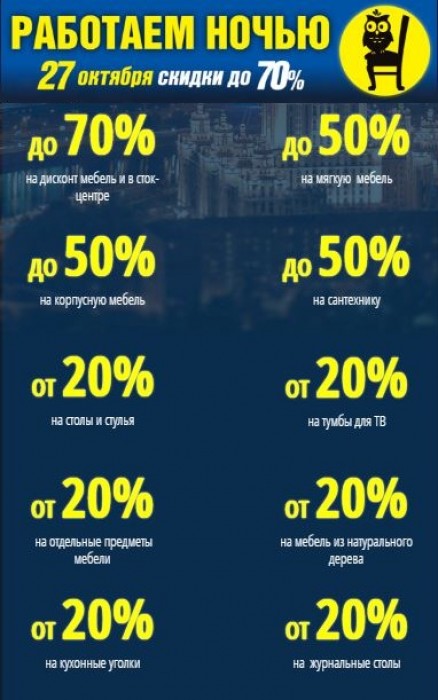 РАБОТАЕМ НОЧЬЮ
27 октября скидки до 70%
до 70%
на дисконт мебель и в сток-
центре
до 50%
на мягкую мебель
до 50%
на корпусную мебель
до 50%
на сантехнику
от 20%
на столы и стулья
от 20%
на тумбы для ТВ
от 20%
на отдельные предметы
мебели
от 20%
на мебель из натурального
дерева
от 20%
на кухонные уголки
от 20%
на журнальные столы